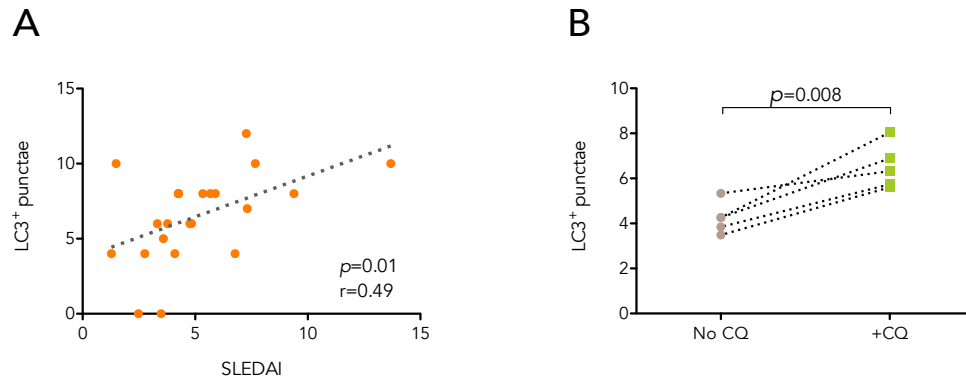 A
LC3⁺ punctae
15
10
5
0
0 5 10 15
SLEDAI
p=0.01
r=0.49
B
LC3⁺ punctae
10
8
6
4
2
0
p=0.008
No CQ +CQ